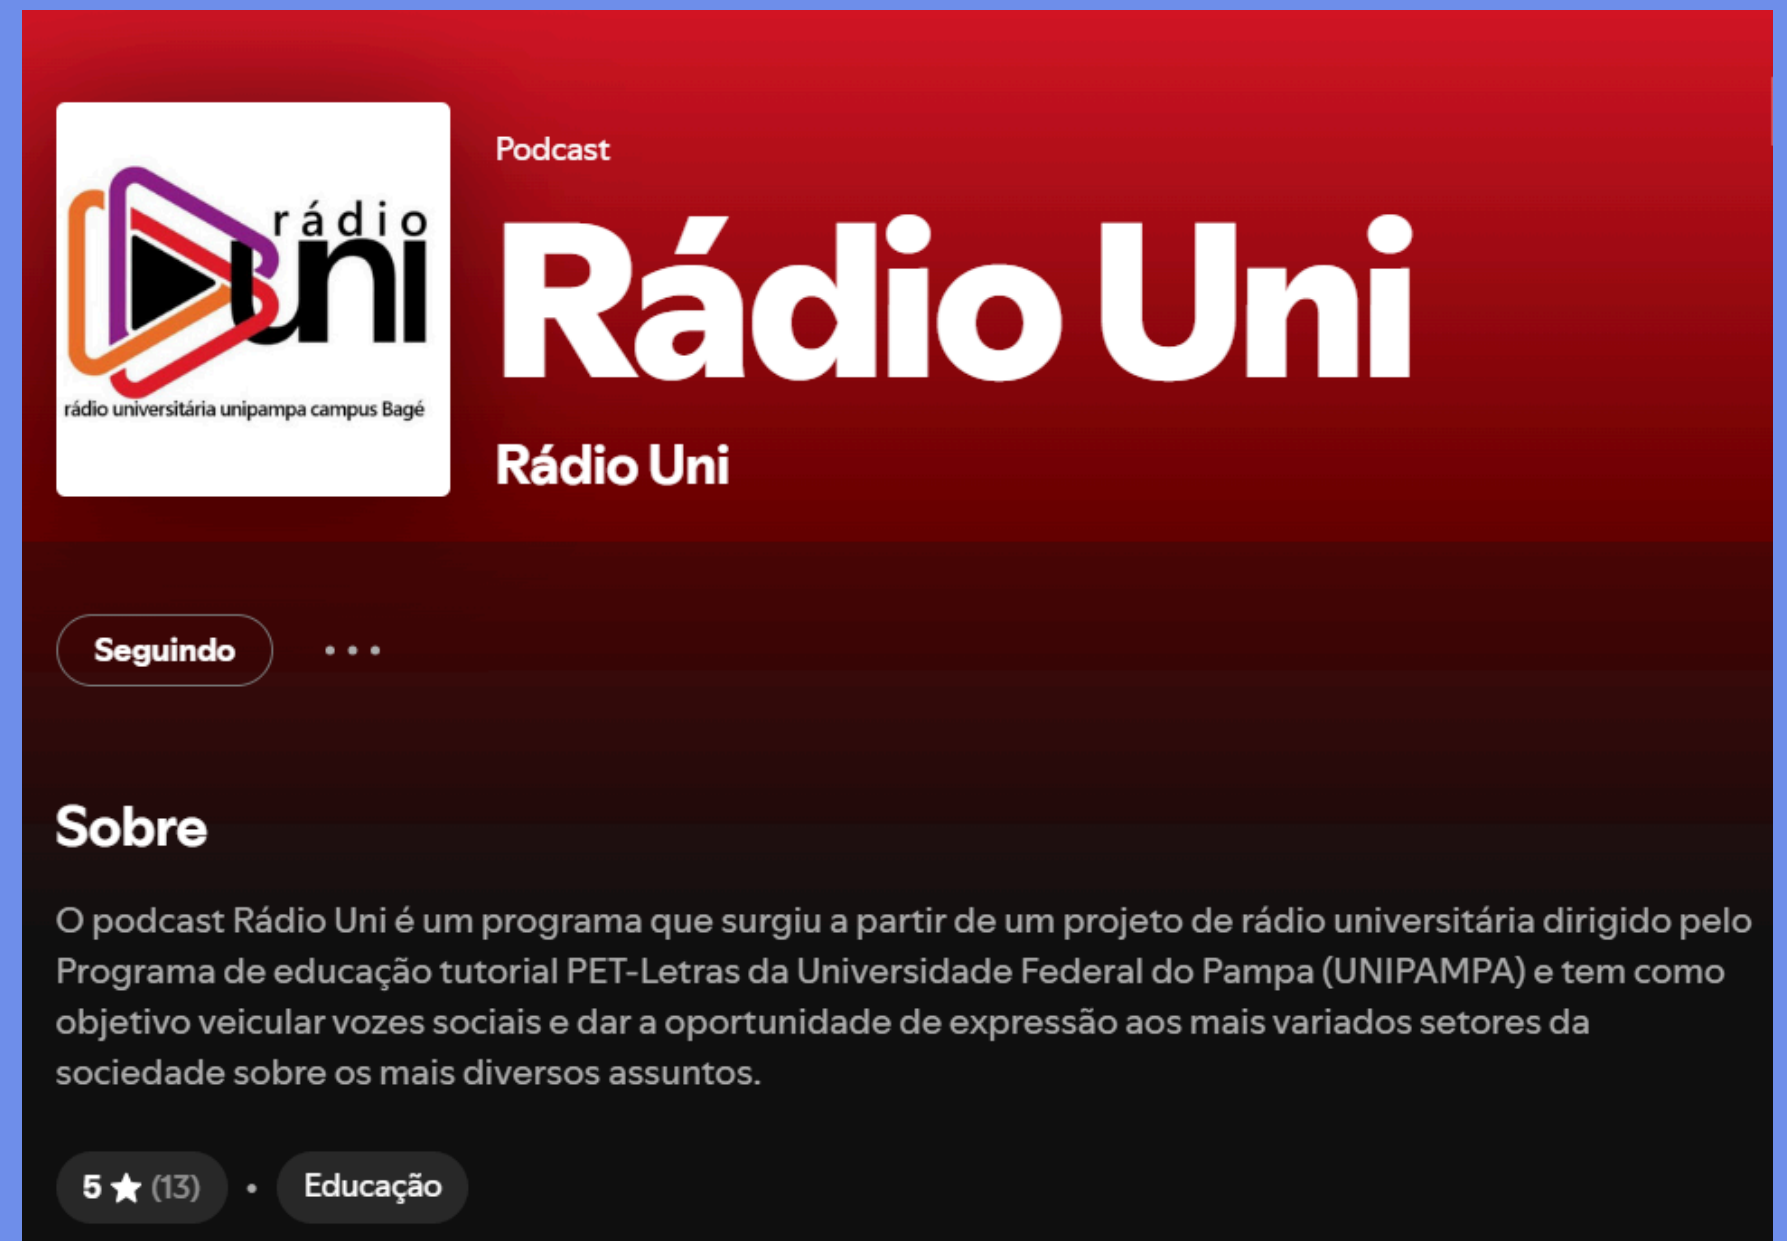 rádio
uni
rádio universitária unipampa campus Bagé
Podcast
Rádio Uni
Rádio Uni
Seguindo
Sobre
O podcast Rádio Uni é um programa que surgiu a partir de um projeto de rádio universitária dirigido pelo
Programa de educação tutorial PET-Letras da Universidade Federal do Pampa (UNIPAMPA) e tem como
objetivo veicular vozes sociais e dar a oportunidade de expressão aos mais variados setores da
sociedade sobre os mais diversos assuntos.
5 ★ (13) • Educação